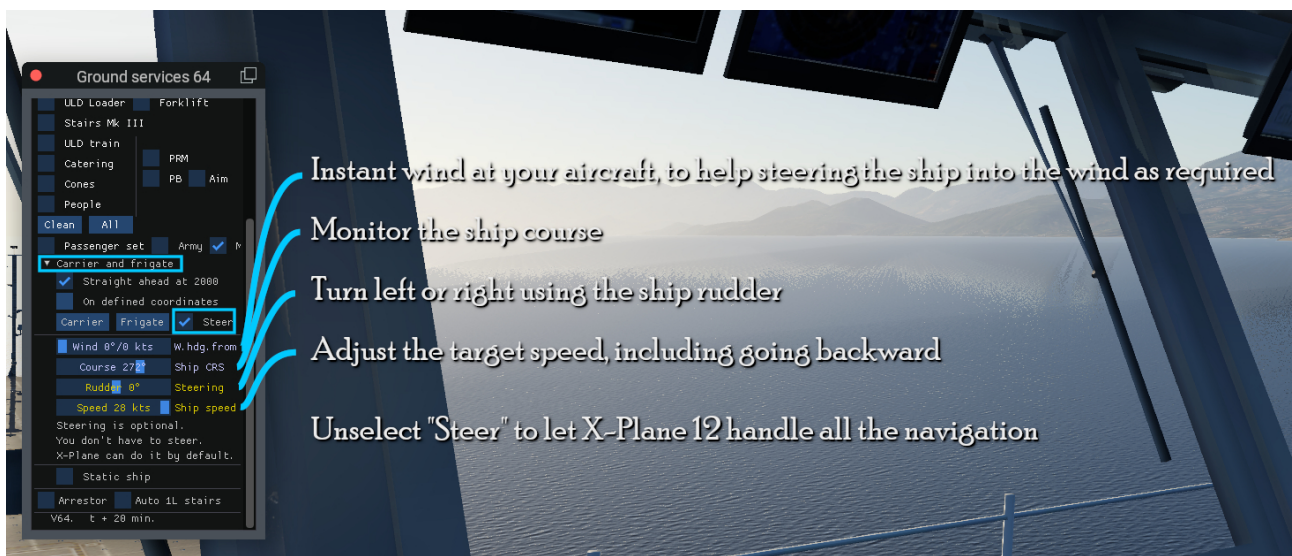 Ground services 64
ULD Loader Forklift
Stairs Mk III
ULD train
Catering PRM
Cones PB Aim
People
Clean All
Passenger set Army
Carrier and frigate
Straight ahead at 2000
On defined coordinates
Carrier Frigate Steer
Wind 0°/0 kts W.hdg.from
Course 272° Ship CRS
Rudder 0° Steering
Speed 28 kts Ship speed
Steering is optional.
You don't have to steer.
X-Plane can do it by default.
Static ship
Arrestor Auto 1L stairs
V64. t + 20 min.
Instant wind at your aircraft, to help steering the ship into the wind as required
Monitor the ship course
Turn left or right using the ship rudder
Adjust the target speed, including going backward
Unselect "Steer" to let X-Plane 12 handle all the navigation